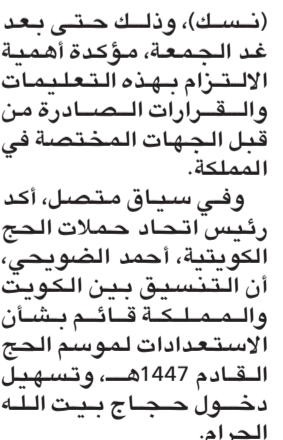 (نسك)، وذلك حتى بعد
غد الجمعة، مؤكدة أهمية
الالتزام بهذه التعليمات
والقرارات الصادرة من
قبل الجهات المختصة في
المملكة.
وفي سياق متصل، أكد
رئيس اتحاد حملات الحج
الكويتية، أحمد الضويحي،
أن التنسيق بين الكويت
والمملكة قائم بشأن
الاستعدادات لموسم الحج
القادم 1447هـ، وتسهيل
دخول حجاج بيت الله
الحرام.